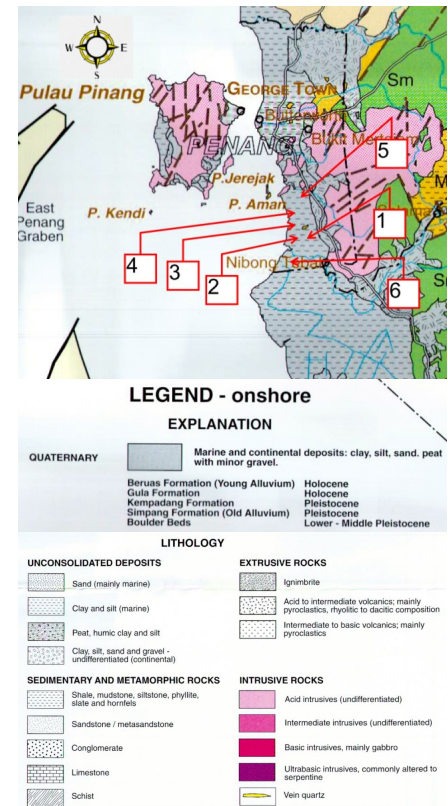 N
W E
S
Pulau Pinang
GEORGE TOWN
Sm
Butterworth
Bukit Mertajam
PENANG
5
P. Jerejak
East
Penang
Graben
P. Kendi
P. Aman
1
4
3
2
Nibong Tebal
6
LEGEND - onshore
EXPLANATION
QUATERNARY
Marine and continental deposits: clay, silt, sand. peat
with minor gravel.
Beruas Formation (Young Alluvium) Holocene
Gula Formation Holocene
Kempadang Formation Pleistocene
Simpang Formation (Old Alluvium) Pleistocene
Boulder Beds Lower - Middle Pleistocene
LITHOLOGY
UNCONSOLIDATED DEPOSITS
Sand (mainly marine)
Clay and silt (marine)
Peat, humic clay and silt
Clay, silt, sand and gravel -
undifferentiated (continental)
EXTRUSIVE ROCKS
Ignimbrite
Acid to intermediate volcanics; mainly
pyroclastics, rhyolitic to dacitic composition
Intermediate to basic volcanics; mainly
pyroclastics
SEDIMENTARY AND METAMORPHIC ROCKS
Shale, mudstone, siltstone, phyllite,
slate and hornfels
Sandstone / metasandstone
Conglomerate
Limestone
Schist
INTRUSIVE ROCKS
Acid intrusives (undifferentiated)
Intermediate intrusives (undifferentiated)
Basic intrusives, mainly gabbro
Ultrabasic intrusives, commonly altered to
serpentine
Vein quartz